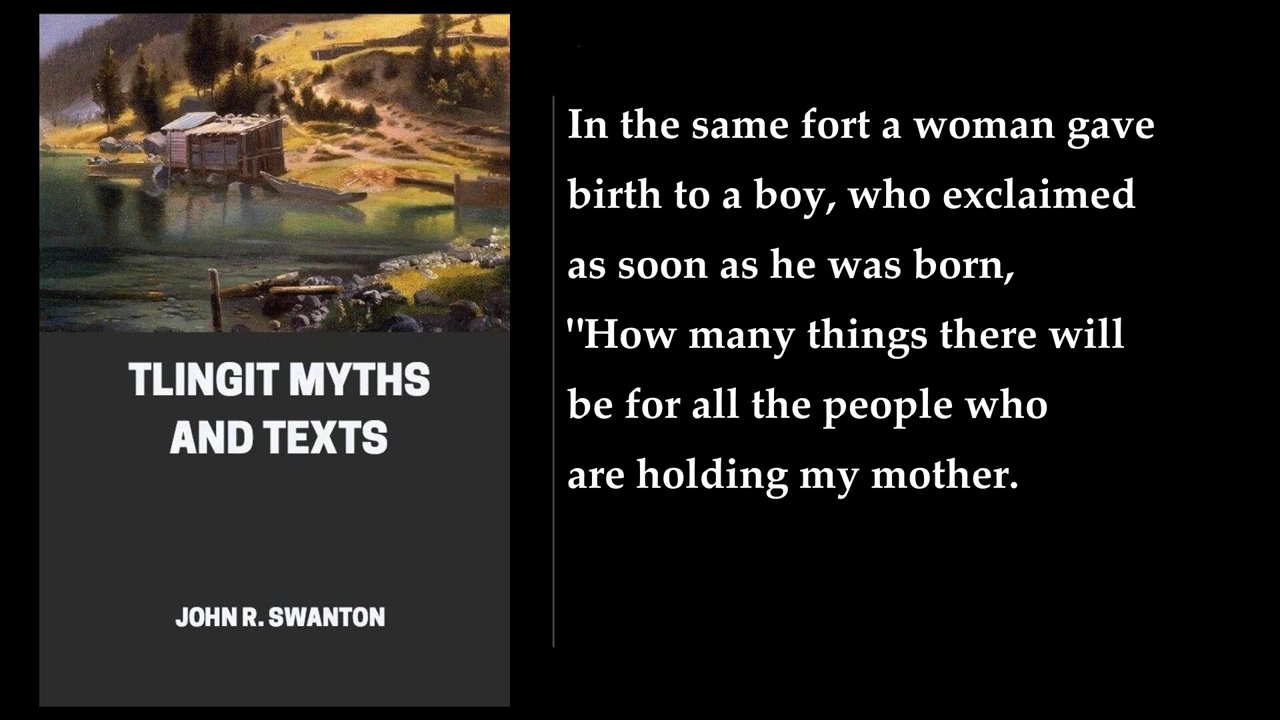 TLINGIT MYTHS
AND TEXTS
JOHN R. SWANTON
In the same fort a woman gave
birth to a boy, who exclaimed
as soon as he was born,
"How many things there will
be for all the people who
are holding my mother.